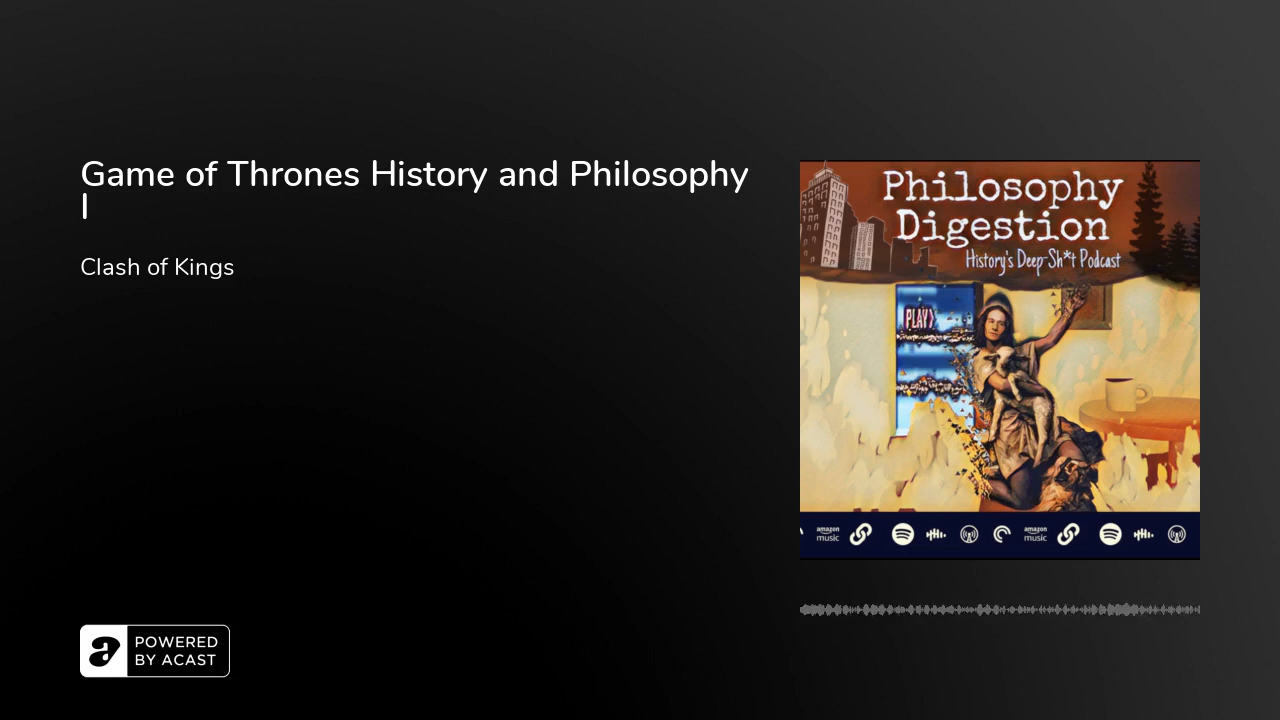 Game of Thrones History and Philosophy
I
Clash of Kings
Philosophy
Digestion
History's Deep-Sh*t Podcast
PLAY>
amazon
music
amazon
music
POWERED
BY ACAST